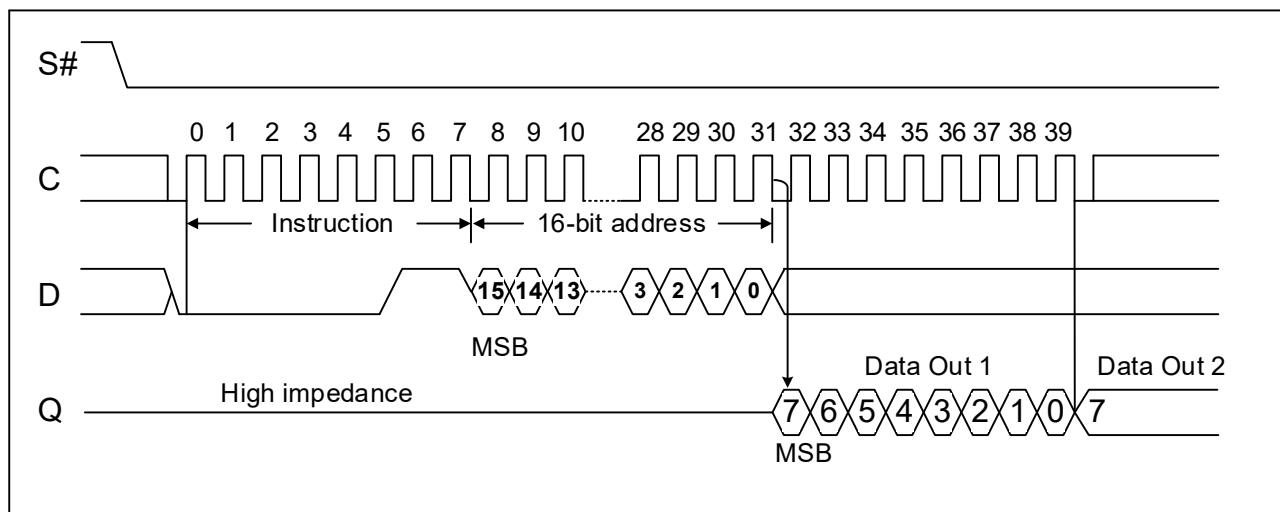 S#
0 1 2 3 4 5 6 7 8 9 10 28 29 30 31 32 33 34 35 36 37 38 39
C
Instruction 16-bit address
D 15 14 13 3 2 1 0
MSB
Data Out 1 Data Out 2
High impedance
Q 7 6 5 4 3 2 1 0 7
MSB